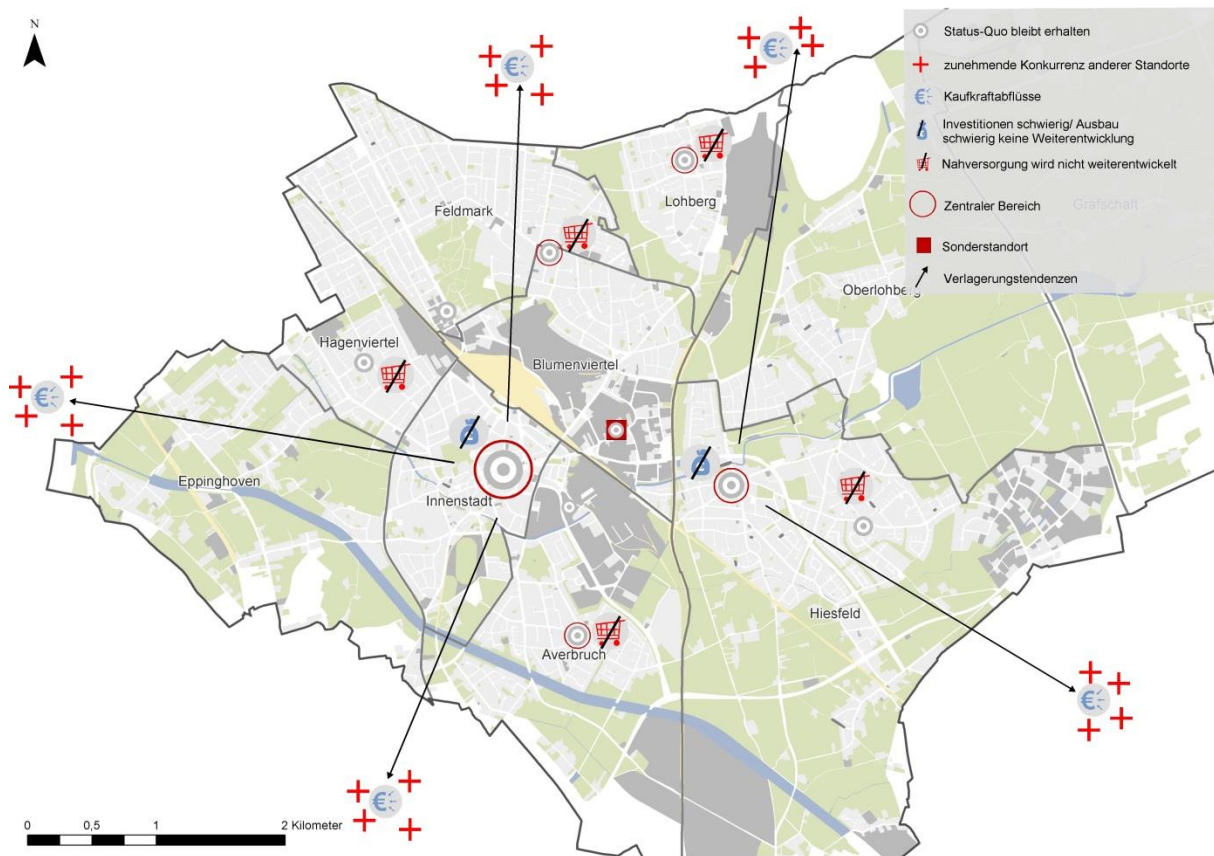 N
Status-Quo bleibt erhalten
zunehmende Konkurrenz anderer Standorte
Kaufkraftabflüsse
Investitionen schwierig/ Ausbau
schwierig keine Weiterentwicklung
Nahversorgung wird nicht weiterentwickelt
Zentraler Bereich
Grafschaft
Sonderstandort
Verlagerungstendenzen
Lohberg
Feldmark
Oberlohberg
Hagenviertel
Blumenviertel
Eppinghoven
Innenstadt
Hiesfeld
Averbruch
0 0,5 1 2 Kilometer